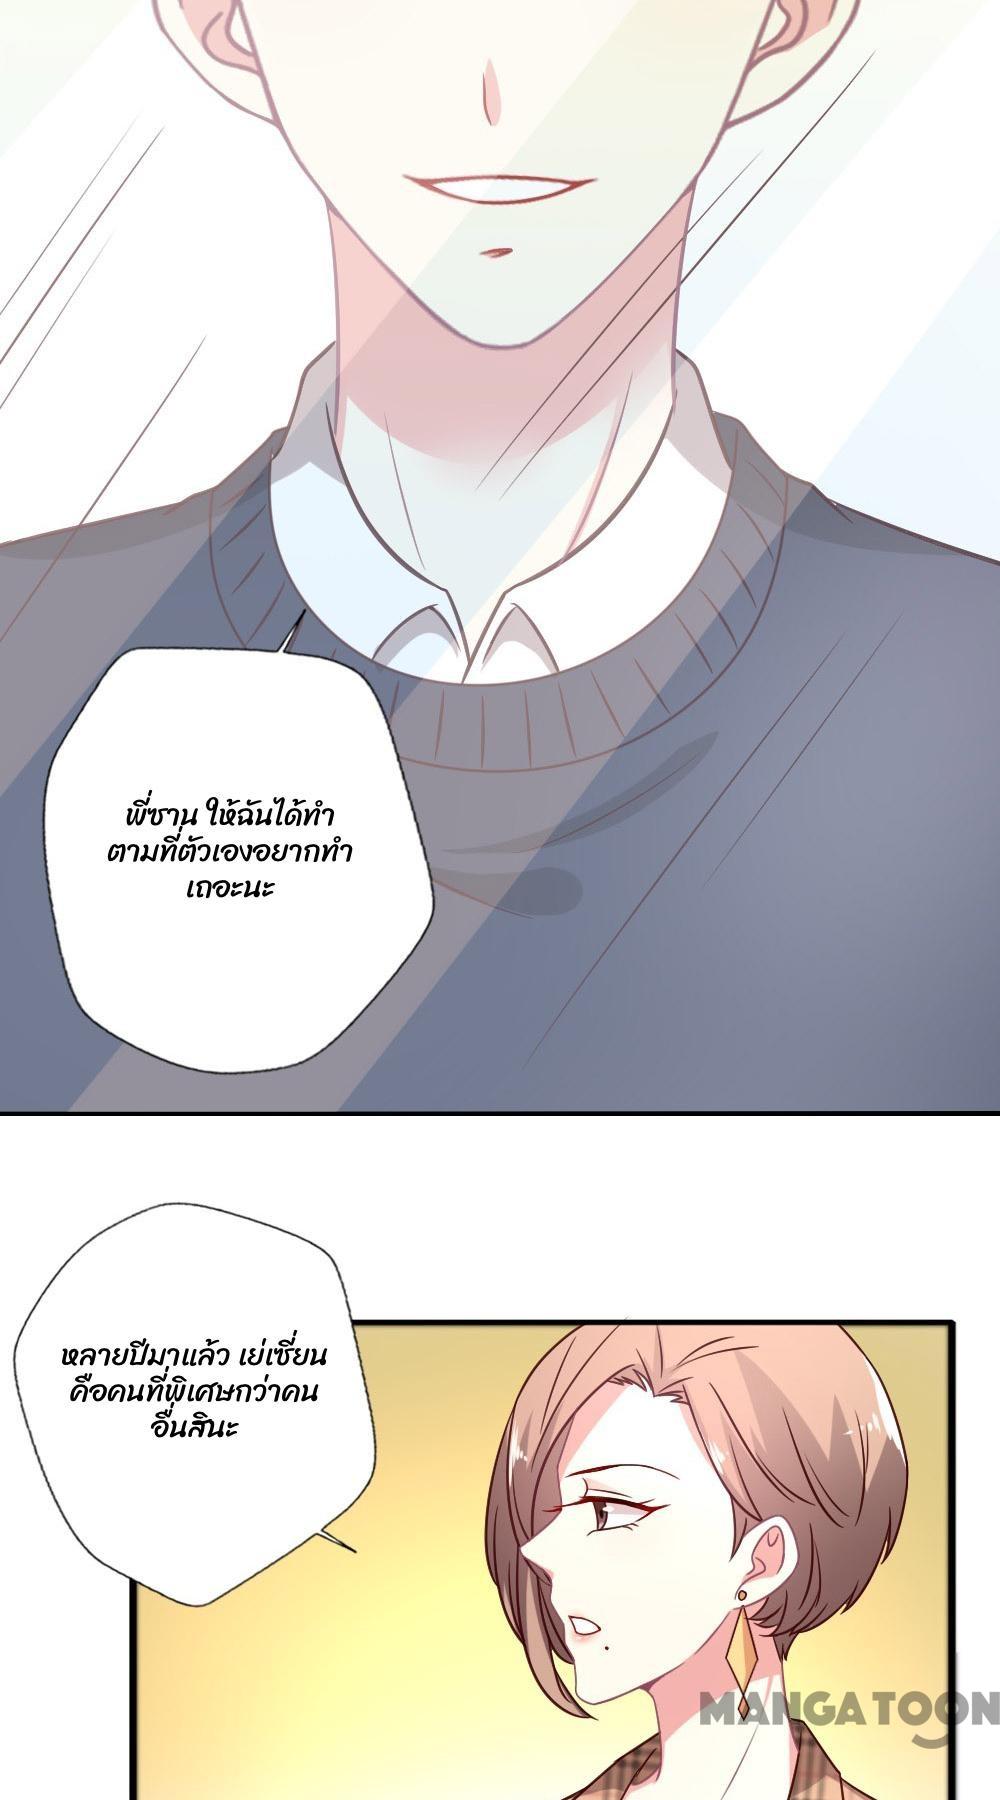 พี่ซาน ให้ฉันได้ทำ
ตามที่ตัวเองอยากทำ
เถอะนะ
หลายปีมาแล้ว เย่เซี่ยน
คือคนที่พิเศษกว่าคน
อื่นสินะ
MANGATOON